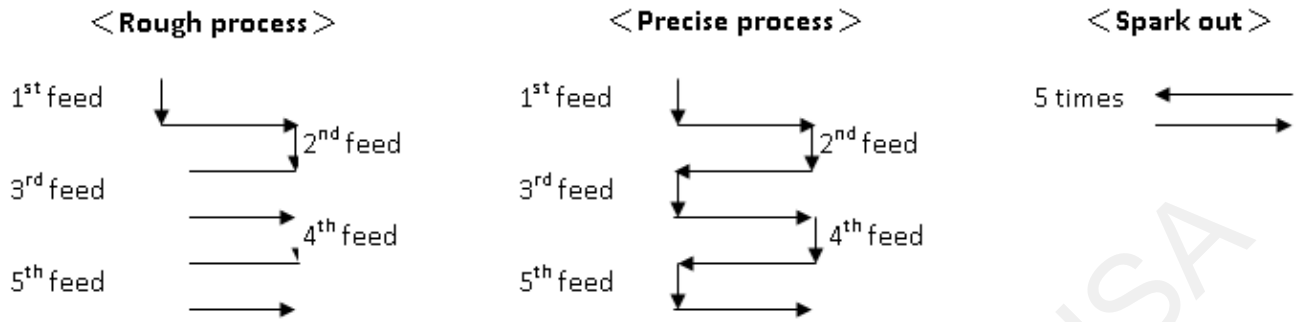 <Rough process> <Precise process> <Spark out>
1st feed 1st feed 5 times
2nd feed 2nd feed
3rd feed 3rd feed
4th feed 4th feed
5th feed 5th feed